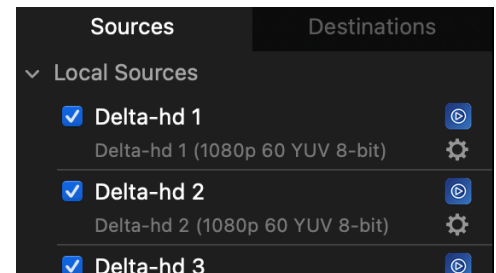 Sources
Destinations
Local Sources
Delta-hd 1
Delta-hd 1 (1080p 60 YUV 8-bit)
Delta-hd 2
Delta-hd 2 (1080p 60 YUV 8-bit)
Delta-hd 3